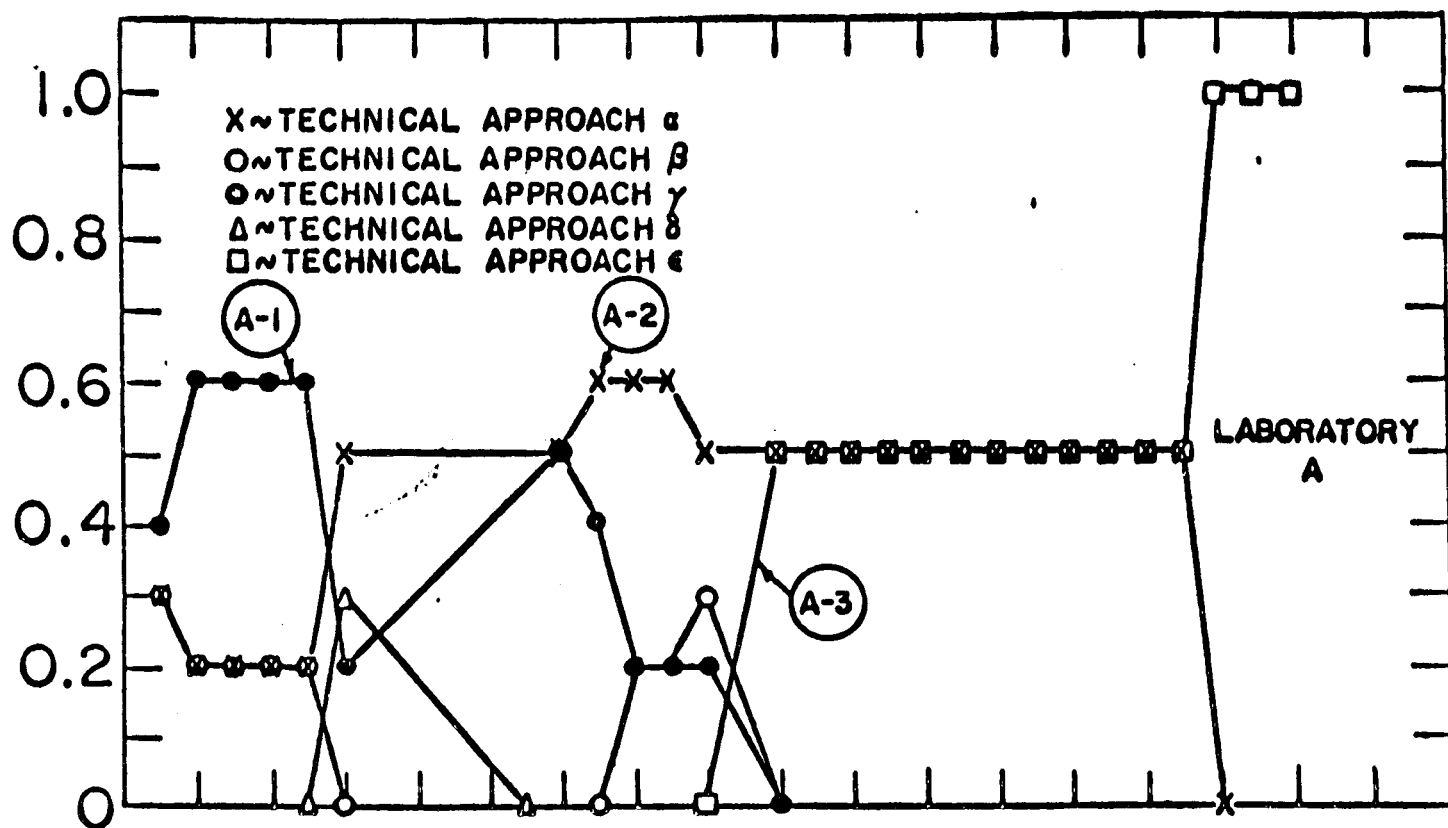 1.0
X~TECHNICAL APPROACH α
O~TECHNICAL APPROACH β
O~TECHNICAL APPROACH γ
Δ~TECHNICAL APPROACH δ
□~TECHNICAL APPROACH ϵ
0.8
A-1
A-2
0.6
LABORATORY
A
0.4
A-3
0.2
0